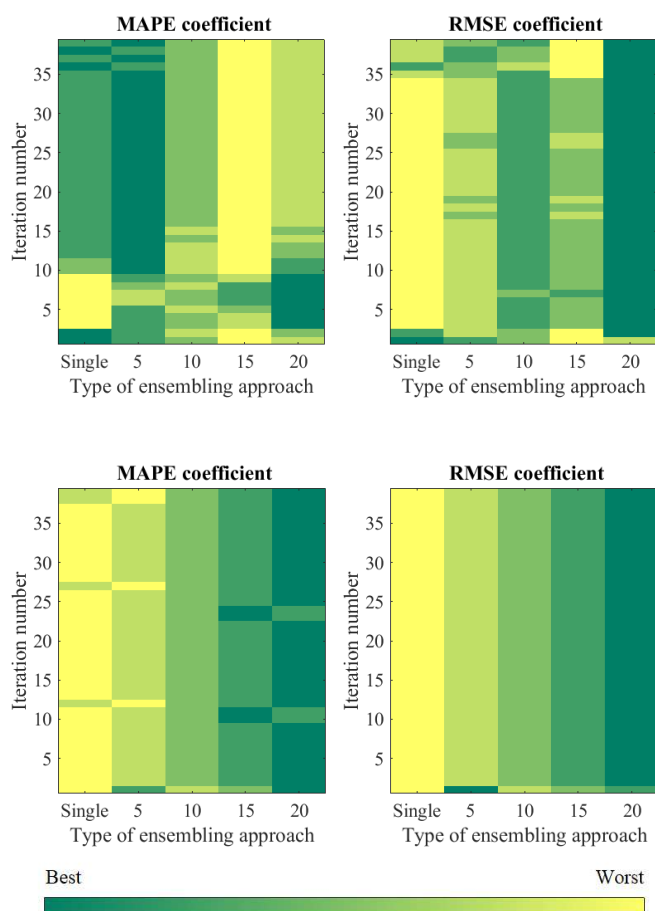 MAPE coefficient
RMSE coefficient
35
30
25
20
15
10
5
Iteration number
Single 5 10 15 20
Type of ensembling approach
35
30
25
20
15
10
5
Iteration number
Single 5 10 15 20
Type of ensembling approach
MAPE coefficient
RMSE coefficient
35
30
25
20
15
10
5
Iteration number
Single 5 10 15 20
Type of ensembling approach
35
30
25
20
15
10
5
Iteration number
Single 5 10 15 20
Type of ensembling approach
Best Worst